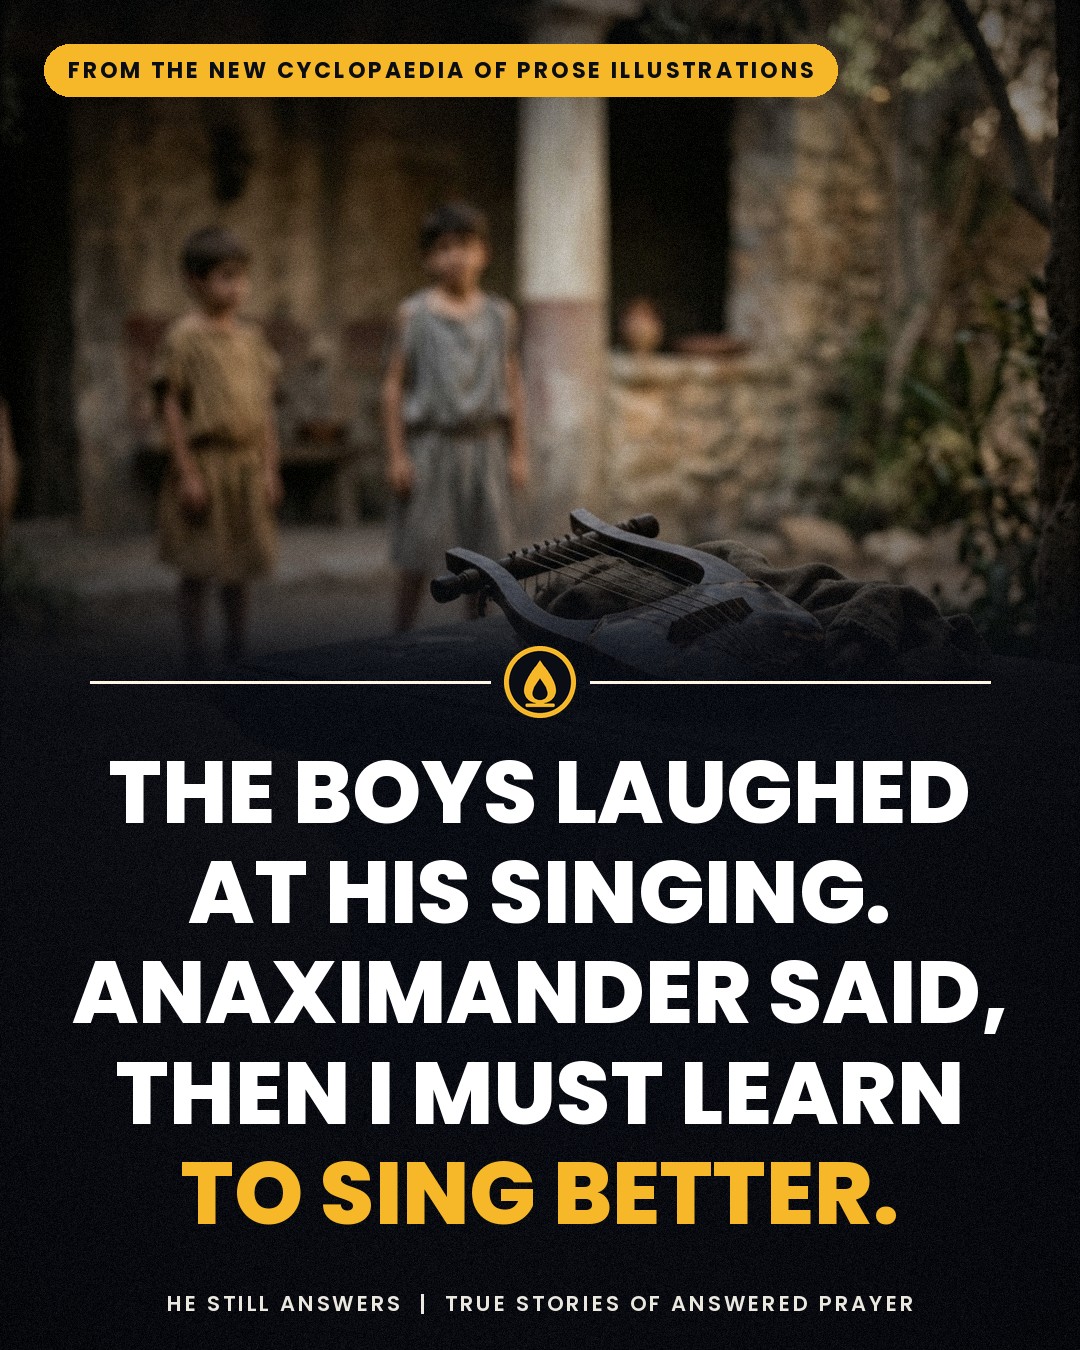 FROM THE NEW CYCLOPAEDIA OF PROSE ILLUSTRATIONS
THE BOYS LAUGHED
AT HIS SINGING.
ANAXIMANDER SAID,
THEN I MUST LEARN
TO SING BETTER.
HE STILL ANSWERS | TRUE STORIES OF ANSWERED PRAYER